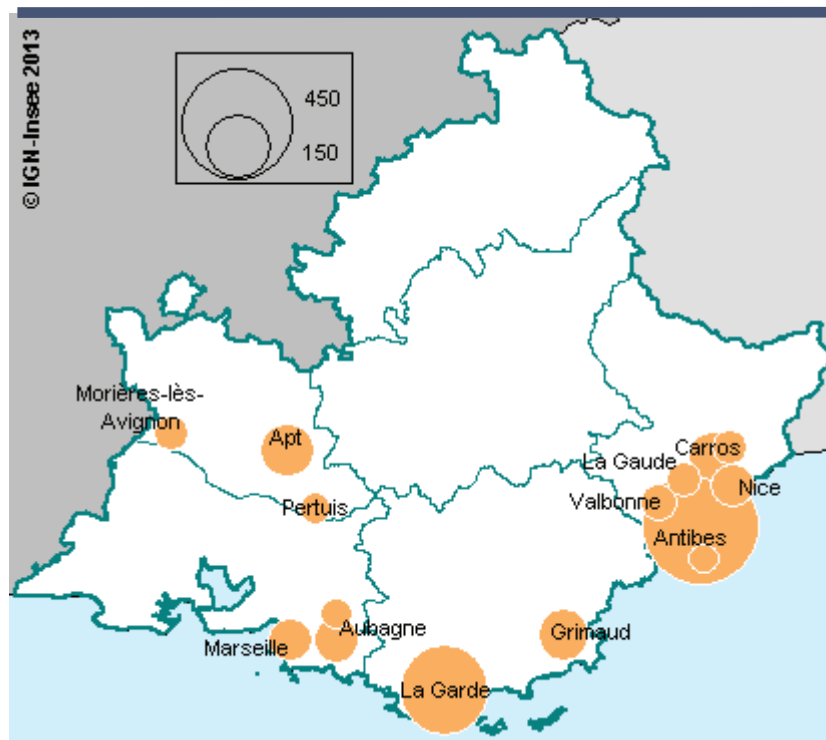 © IGN-Insee 2013
450
150
Morières-lès-
Avignon
Apt
Pertuis
Carros
La Gaude
Nice
Valbonne
Antibes
Aubagne
Marseille
Grimaud
La Garde